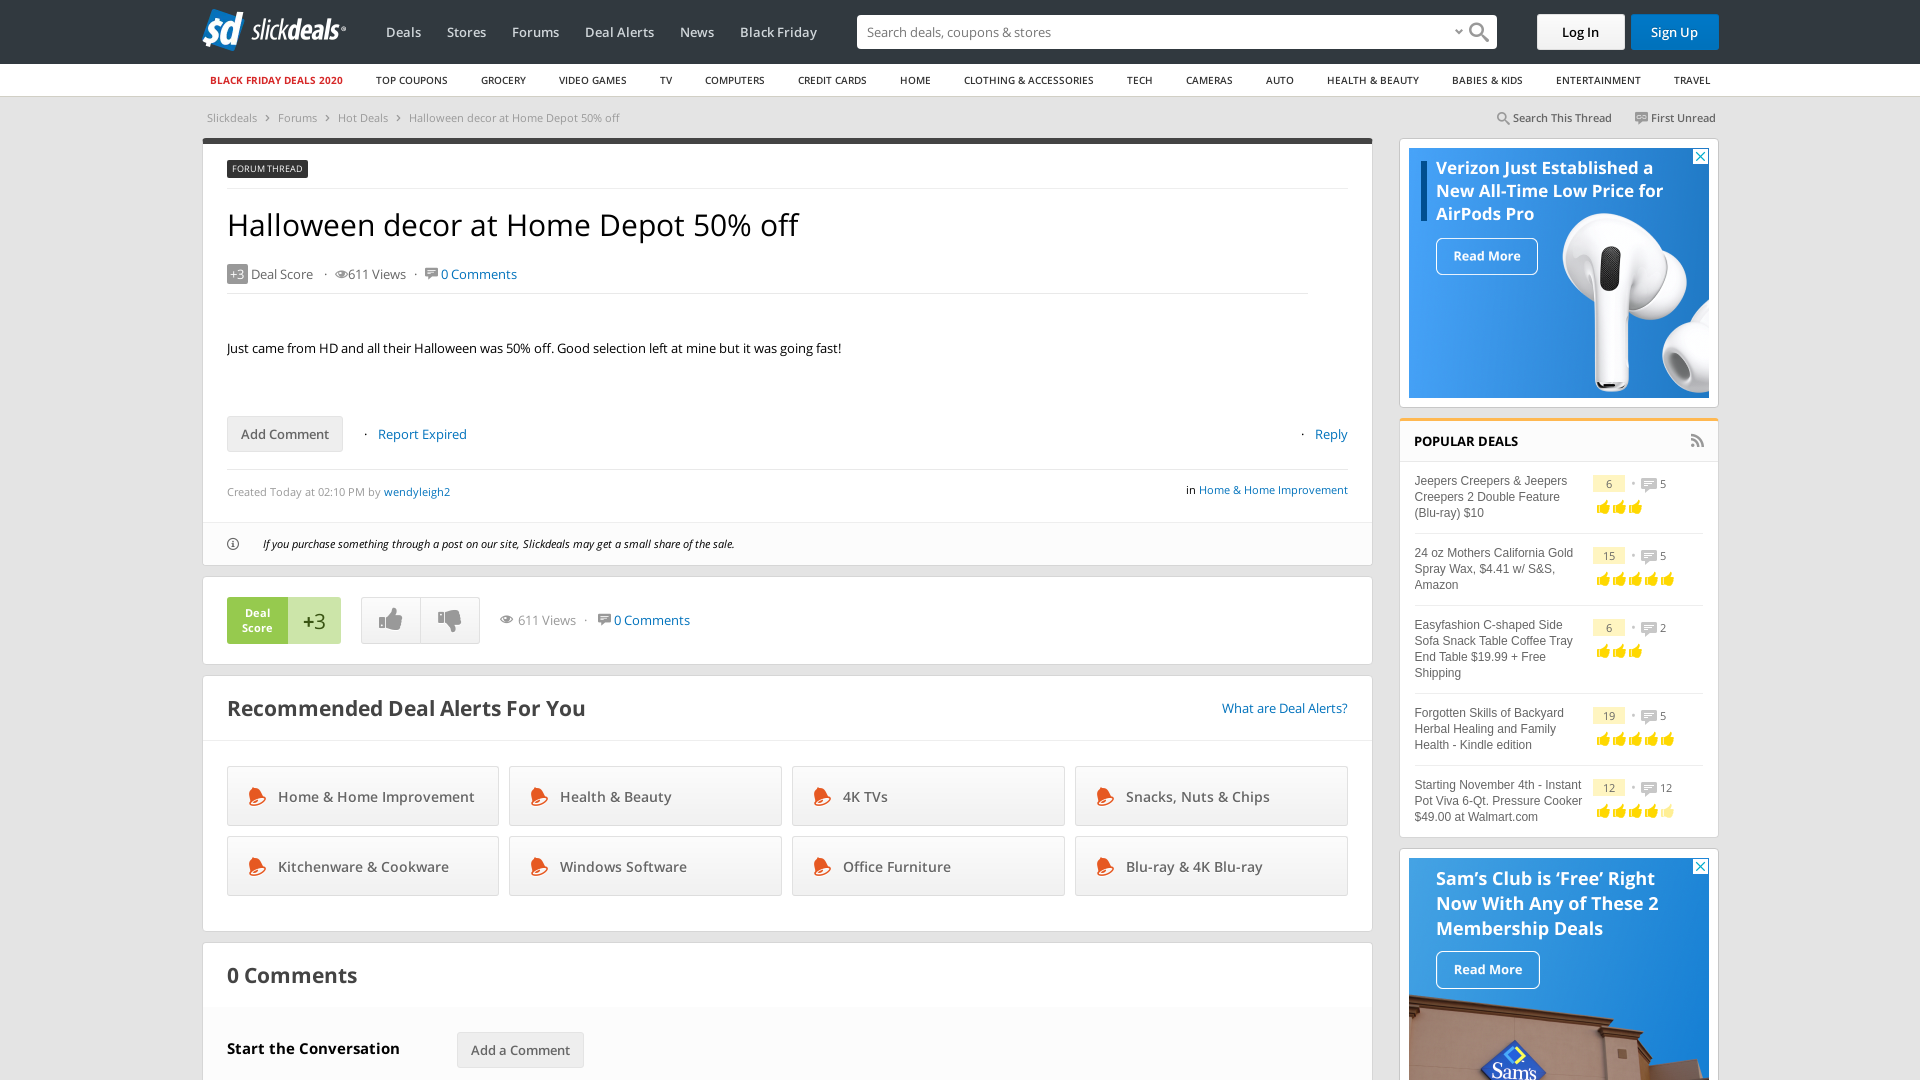 sd slickdeals®
Deals Stores Forums Deal Alerts News Black Friday
Search deals, coupons & stores
Log In
Sign Up
BLACK FRIDAY DEALS 2020 TOP COUPONS GROCERY VIDEO GAMES TV COMPUTERS CREDIT CARDS HOME CLOTHING & ACCESSORIES TECH CAMERAS AUTO HEALTH & BEAUTY BABIES & KIDS ENTERTAINMENT TRAVEL
Slickdeals › Forums › Hot Deals › Halloween decor at Home Depot 50% off
Search This Thread First Unread
FORUM THREAD
Halloween decor at Home Depot 50% off
+3 Deal Score · 611 Views · 0 Comments
Just came from HD and all their Halloween was 50% off. Good selection left at mine but it was going fast!
Add Comment · Report Expired · Reply
Created Today at 02:10 PM by wendyleigh2
in Home & Home Improvement
If you purchase something through a post on our site, Slickdeals may get a small share of the sale.
Deal
Score
+3
611 Views · 0 Comments
Recommended Deal Alerts For You
What are Deal Alerts?
Home & Home Improvement
Health & Beauty
4K TVs
Snacks, Nuts & Chips
Kitchenware & Cookware
Windows Software
Office Furniture
Blu-ray & 4K Blu-ray
0 Comments
Start the Conversation
Add a Comment
Verizon Just Established a
New All-Time Low Price for
AirPods Pro
Read More
POPULAR DEALS
Jeepers Creepers & Jeepers
Creepers 2 Double Feature
(Blu-ray) $10
6 • 5
24 oz Mothers California Gold
Spray Wax, $4.41 w/ S&S,
Amazon
15 • 5
Easyfashion C-shaped Side
Sofa Snack Table Coffee Tray
End Table $19.99 + Free
Shipping
6 • 2
Forgotten Skills of Backyard
Herbal Healing and Family
Health - Kindle edition
19 • 5
Starting November 4th - Instant
Pot Viva 6-Qt. Pressure Cooker
$49.00 at Walmart.com
12 • 12
Sam's Club is ‘Free’ Right
Now With Any of These 2
Membership Deals
Read More
Sam's